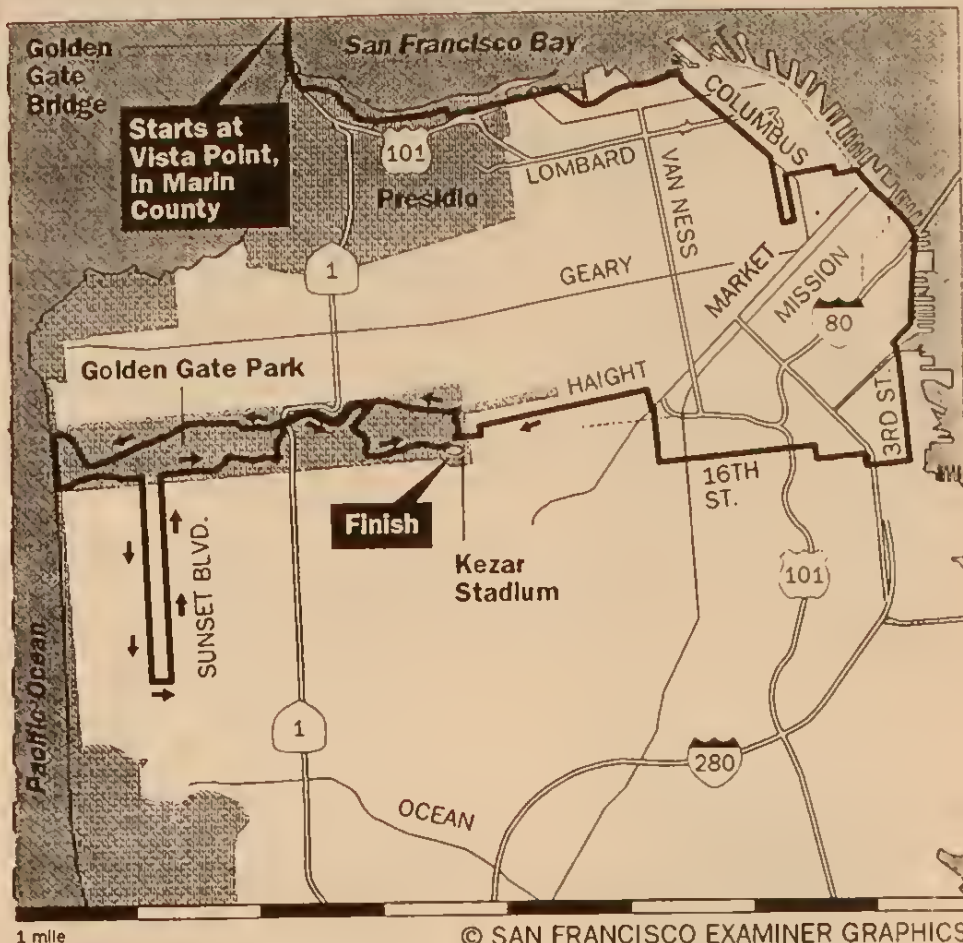 Golden
Gate
Bridge
San Francisco Bay
Starts at
Vista Point,
in Marin
County
101
Presidio
LOMBARD
COLUMBUS
VAN NESS
1
GEARY
MARKET
MISSION
80
Golden Gate Park
HAIGHT
3RD ST.
16TH
ST.
Finish
Kezar
Stadium
SUNSET BLVD.
101
Pacific Ocean
1
280
OCEAN
1 mile
© SAN FRANCISCO EXAMINER GRAPHICS